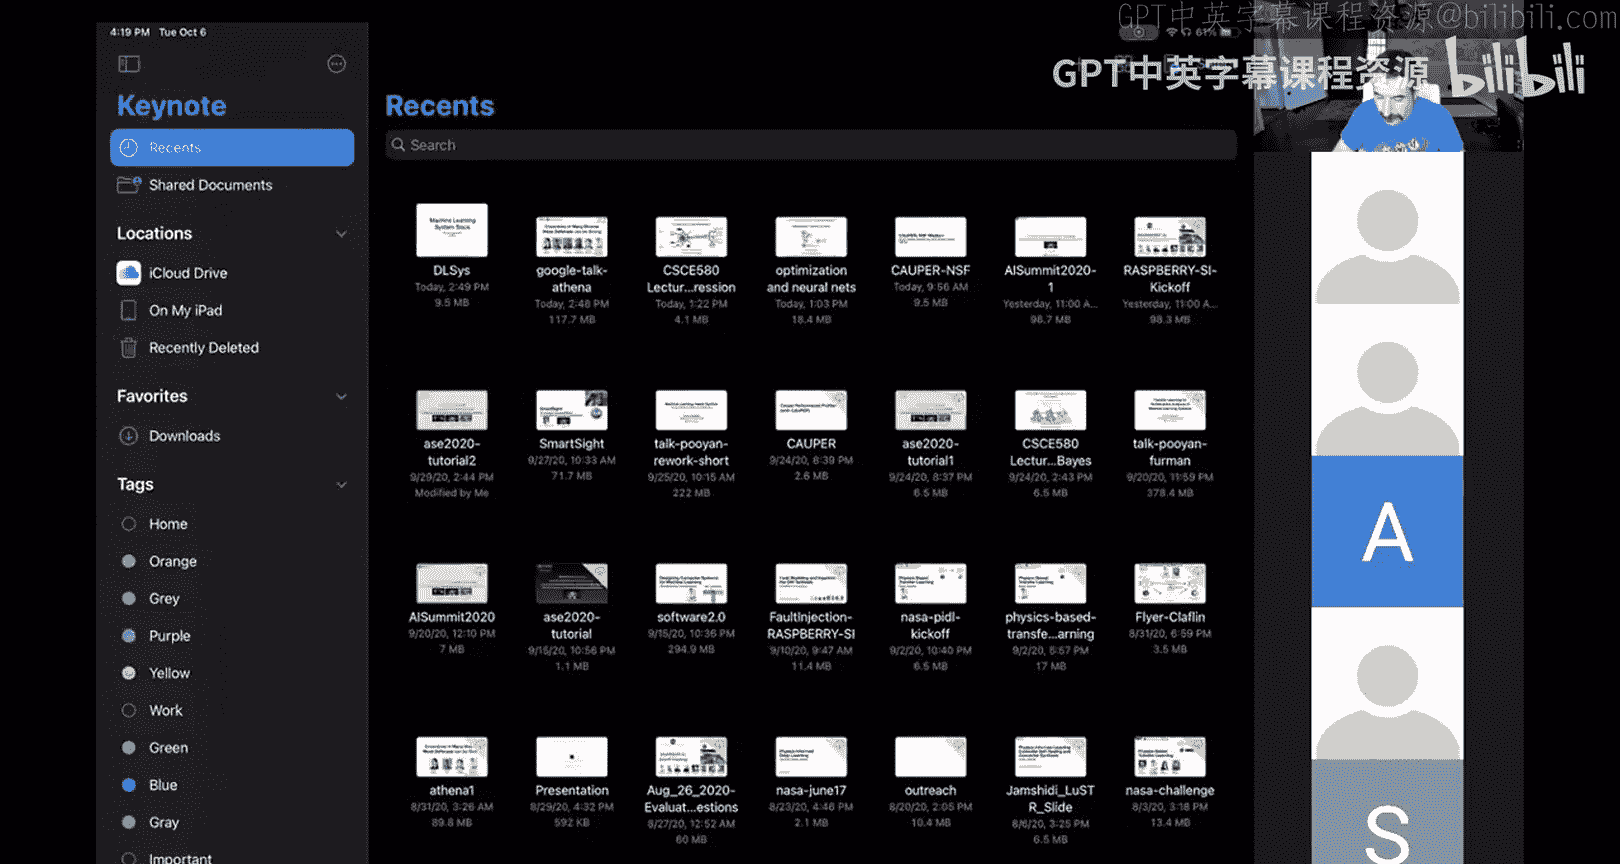 GPT中英字幕课程资源@bilibili.com
GPT中英字幕课程资源 bilibili
4:19 PM Tue Oct 6
61%
Keynote
Recents
Shared Documents
Locations
iCloud Drive
On My iPad
Recently Deleted
Favorites
Downloads
Tags
Home
Orange
Grey
Purple
Yellow
Work
Green
Blue
Gray
Important
Recents
Search
Machine Learning
System Stack
DLSys
Today, 2:49 PM
9.5 MB
google-talk-
athena
Today, 2:48 PM
117.7 MB
CSCE580
Lectur...ression
Today, 1:22 PM
4.1 MB
optimization
and neural nets
Today, 1:03 PM
18.4 MB
CAUPER-NSF
Today, 9:56 AM
9.5 MB
AISummit2020-
1
Yesterday, 11:00 A...
98.7 MB
RASPBERRY-SI-
Kickoff
Yesterday, 11:00 A...
98.3 MB
ase2020-
tutorial2
9/29/20, 2:44 PM
Modified by Me
SmartSight
9/27/20, 10:33 AM
71.7 MB
talk-pooyan-
rework-short
9/25/20, 10:15 AM
222 MB
CAUPER
9/24/20, 8:39 PM
2.6 MB
ase2020-
tutorial1
9/24/20, 8:37 PM
6.5 MB
CSCE580
Lectur...Bayes
9/24/20, 2:43 PM
6.5 MB
talk-pooyan-
furman
9/20/20, 11:59 PM
378.4 MB
AISummit2020
9/20/20, 12:10 PM
7 MB
ase2020-
tutorial
9/15/20, 10:56 PM
1.1 MB
software2.0
9/15/20, 10:36 PM
294.9 MB
FaultInjection-
RASPBERRY-SI
9/10/20, 9:47 AM
11.4 MB
nasa-pidl-
kickoff
9/2/20, 10:40 PM
6.5 MB
physics-based-
transfe...arning
9/2/20, 5:57 PM
17 MB
Flyer-Claflin
8/31/20, 6:59 PM
3.5 MB
athena1
8/31/20, 3:26 AM
89.8 MB
Presentation
8/29/20, 4:32 PM
592 KB
Aug_26_2020-
Evaluat...estions
8/27/20, 12:52 AM
60 MB
nasa-june17
8/23/20, 4:46 PM
2.1 MB
outreach
8/20/20, 2:05 PM
10.4 MB
Jamshidi_LuST
R_Slide
8/6/20, 3:25 PM
6.5 MB
nasa-challenge
8/3/20, 3:18 PM
13.4 MB
A
S